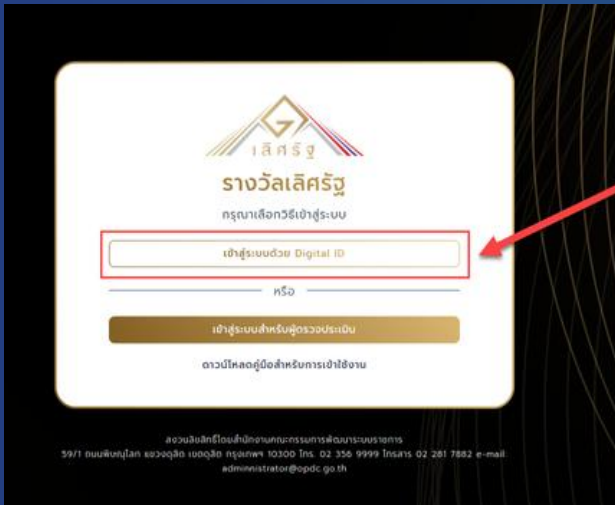 เลิศรัฐ
รางวัลเลิศรัฐ
กรุณาเลือกวิธีเข้าสู่ระบบ
เข้าสู่ระบบด้วย Digital ID
หรือ
เข้าสู่ระบบสำหรับผู้ตรวจประเมิน
ดาวน์โหลดคู่มือสำหรับการเข้าใช้งาน
สงวนลิขสิทธิ์โดยสำนักงานคณะกรรมการพัฒนาระบบราชการ
59/1 ถนนพิษณุโลก แขวงดุสิต เขตดุสิต กรุงเทพฯ 10300 โทร. 02 356 9999 โทรสาร 02 281 7882 e-mail
adminnistrator@opdc.go.th